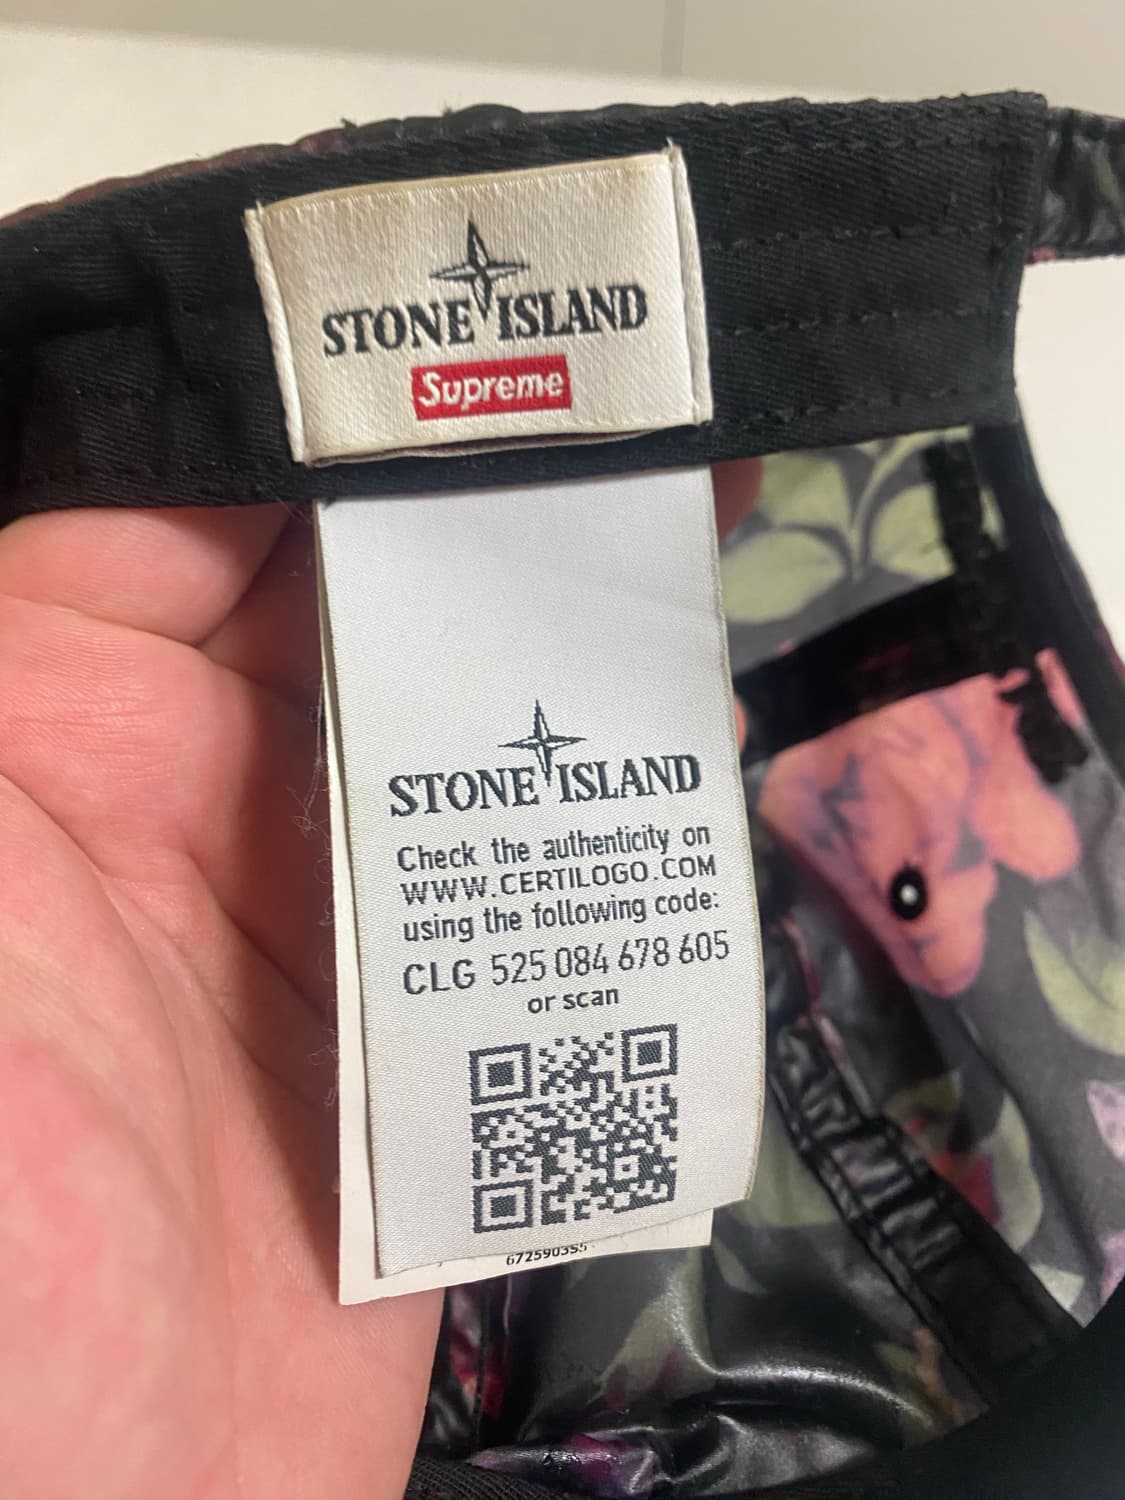 STONE ISLAND
Supreme
STONE ISLAND
Check the authenticity on
WWW.CERTILOGO.COM
using the following code:
CLG 525 084 678 605
or scan